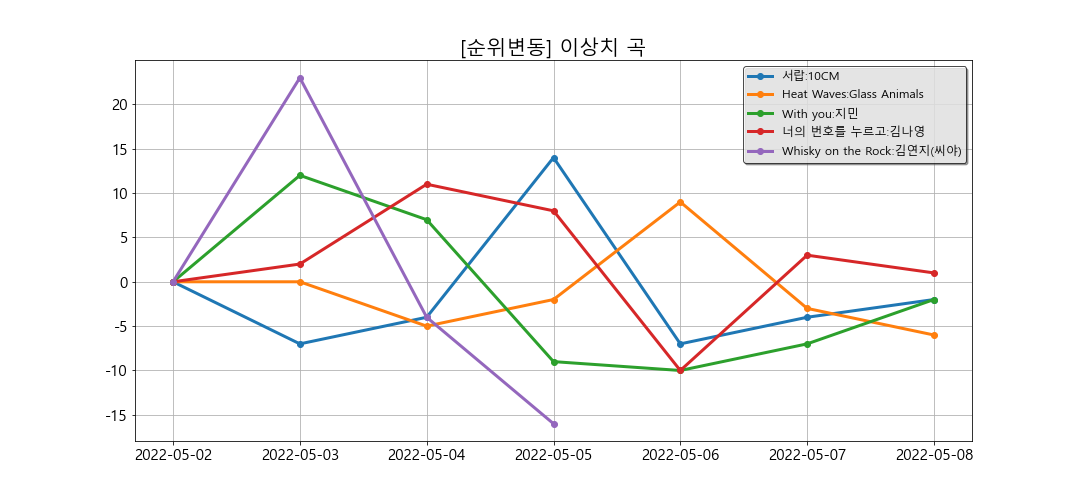 [순위변동] 이상치 곡
서랍:10CM
Heat Waves:Glass Animals
With you:지민
너의 번호를 누르고:김나영
Whisky on the Rock:김연지(씨야)
20
15
10
5
0
-5
-10
-15
2022-05-02 2022-05-03 2022-05-04 2022-05-05 2022-05-06 2022-05-07 2022-05-08